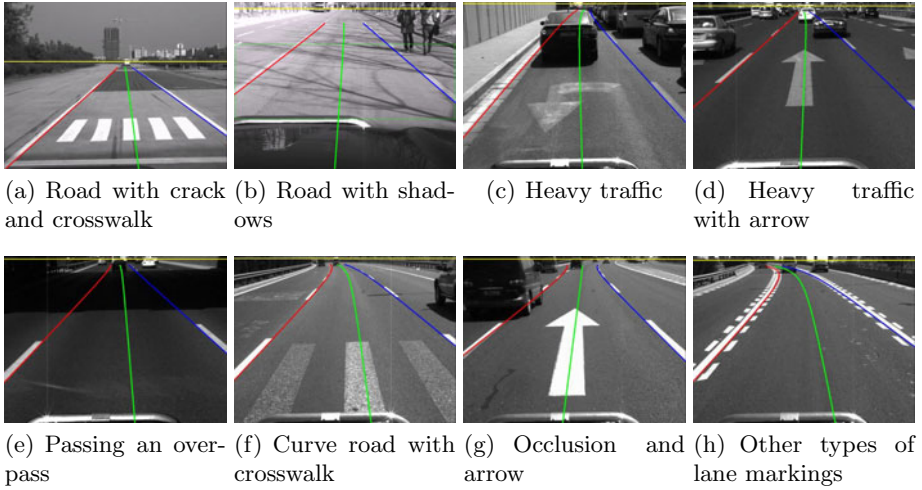 (a) Road with crack
and crosswalk
(b) Road with shad-
ows
(c) Heavy traffic
(d) Heavy traffic
with arrow
(e) Passing an over-
pass
(f) Curve road with
crosswalk
(g) Occlusion and
arrow
(h) Other types of
lane markings